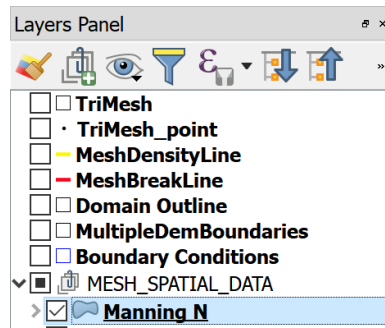 Layers Panel
TriMesh
TriMesh_point
MeshDensityLine
MeshBreakLine
Domain Outline
MultipleDemBoundaries
Boundary Conditions
MESH_SPATIAL_DATA
Manning N